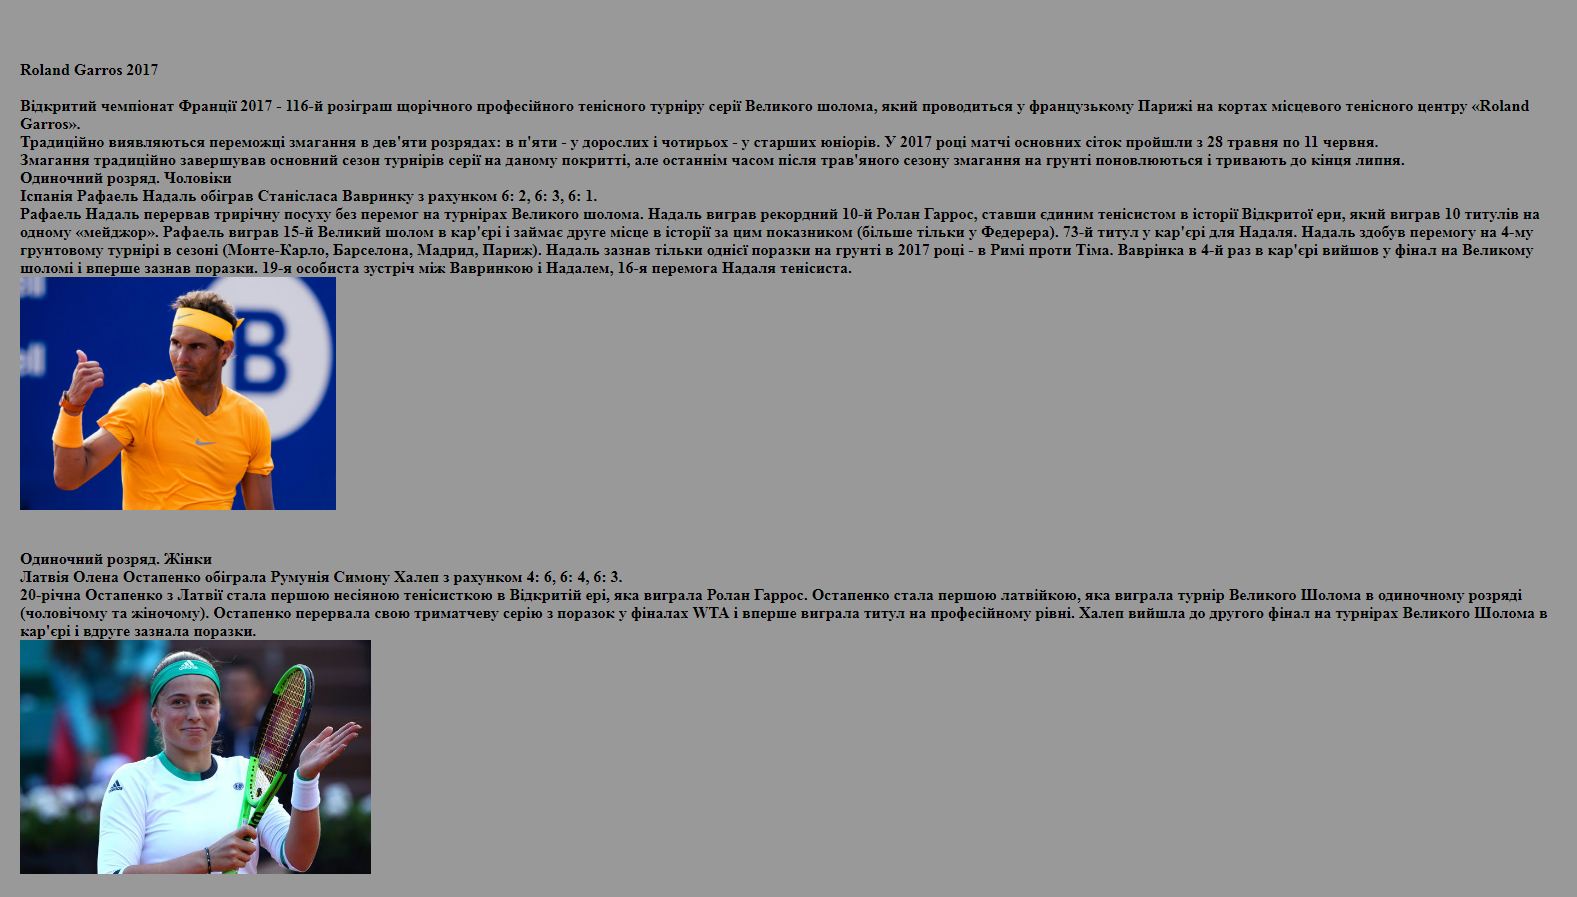 Roland Garros 2017
Відкритий чемпіонат Франції 2017 - 116-й розіграш щорічного професійного тенісного турніру серії Великого шолома, який проводиться у французькому Парижі на кортах місцевого тенісного центру «Roland
Garros».
Традиційно виявляються переможці змагання в дев'яти розрядах: в п'яти - у дорослих і чотирьох - у старших юніорів. У 2017 році матчі основних сіток пройшли з 28 травня по 11 червня.
Змагання традиційно завершував основний сезон турнірів серії на даному покритті, але останнім часом після трав'яного сезону змагання на грунті поновлюються і тривають до кінця липня.
Одиночний розряд. Чоловіки
Іспанія Рафаель Надаль обіграв Станісласа Вавринку з рахунком 6: 2, 6: 3, 6: 1.
Рафаель Надаль перервав трирічну посуху без перемог на турнірах Великого шолома. Надаль виграв рекордний 10-й Ролан Гаррос, ставши єдиним тенісистом в історії Відкритої ери, який виграв 10 титулів на
одному «мейджор». Рафаель виграв 15-й Великий шолом в кар'єрі і займає друге місце в історії за цим показником (більше тільки у Федерера). 73-й титул у кар'єрі для Надаля. Надаль здобув перемогу на 4-му
грунтовому турнірі в сезоні (Монте-Карло, Барселона, Мадрид, Париж). Надаль зазнав тільки однієї поразки на грунті в 2017 році - в Римі проти Тіма. Ваврінка в 4-й раз в кар'єрі вийшов у фінал на Великому
шоломі і вперше зазнав поразки. 19-я особиста зустріч між Вавринкою і Надалем, 16-я перемога Надаля тенісиста.
B
ell
Одиночний розряд. Жінки
Латвія Олена Остапенко обіграла Румунія Симону Халеп з рахунком 4: 6, 6: 4, 6: 3.
20-річна Остапенко з Латвії стала першою несіяною тенісисткою в Відкритій ері, яка виграла Ролан Гаррос. Остапенко стала першою латвійкою, яка виграла турнір Великого Шолома в одиночному розряді
(чоловічому та жіночому). Остапенко перервала свою триматчеву серію з поразок у фіналах WTA і вперше виграла титул на професійному рівні. Халеп вийшла до другого фінал на турнірах Великого Шолома в
кар'єрі і вдруге зазнала поразки.
adidas